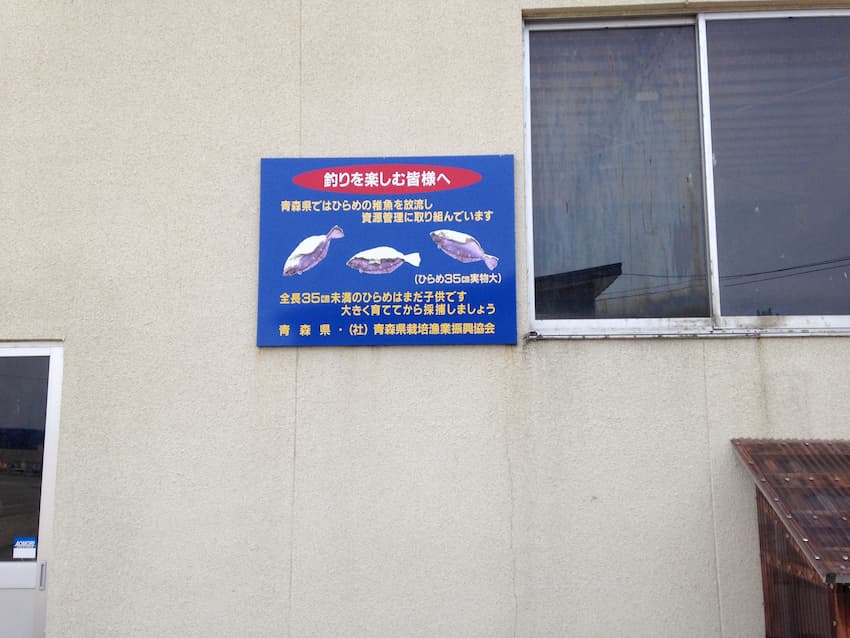 釣りを楽しむ皆様へ
青森県ではひらめの稚魚を放流し
資源管理に取り組んでいます
(ひらめ35㎝実物大)
全長35㎝未満のひらめはまだ子供です
大きく育ててから採捕しましょう
青森県・(社)青森県栽培漁業振興協会
AOMORI